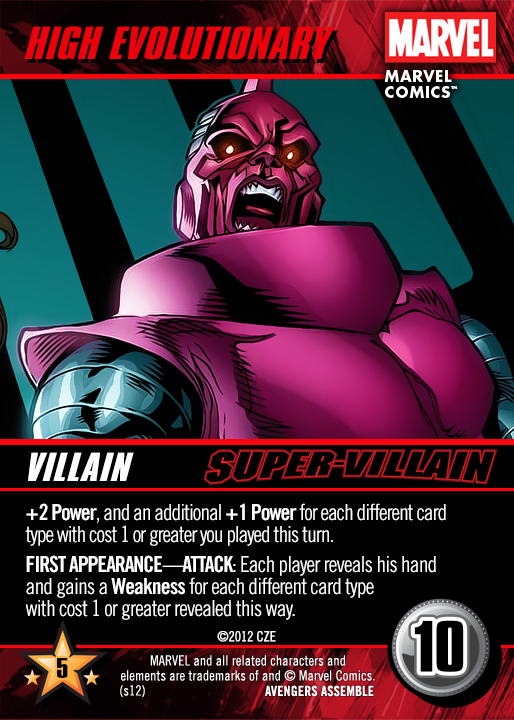 HIGH EVOLUTIONARY
MARVEL
MARVEL
COMICS™
VILLAIN
SUPER-VILLAIN
+2 Power, and an additional +1 Power for each different card
type with cost 1 or greater you played this turn.
FIRST APPEARANCE—ATTACK: Each player reveals his hand
and gains a Weakness for each different card type
with cost 1 or greater revealed this way.
©2012 CZE
5
MARVEL and all related characters and
elements are trademarks of and © Marvel Comics.
(s12)
AVENGERS ASSEMBLE
10